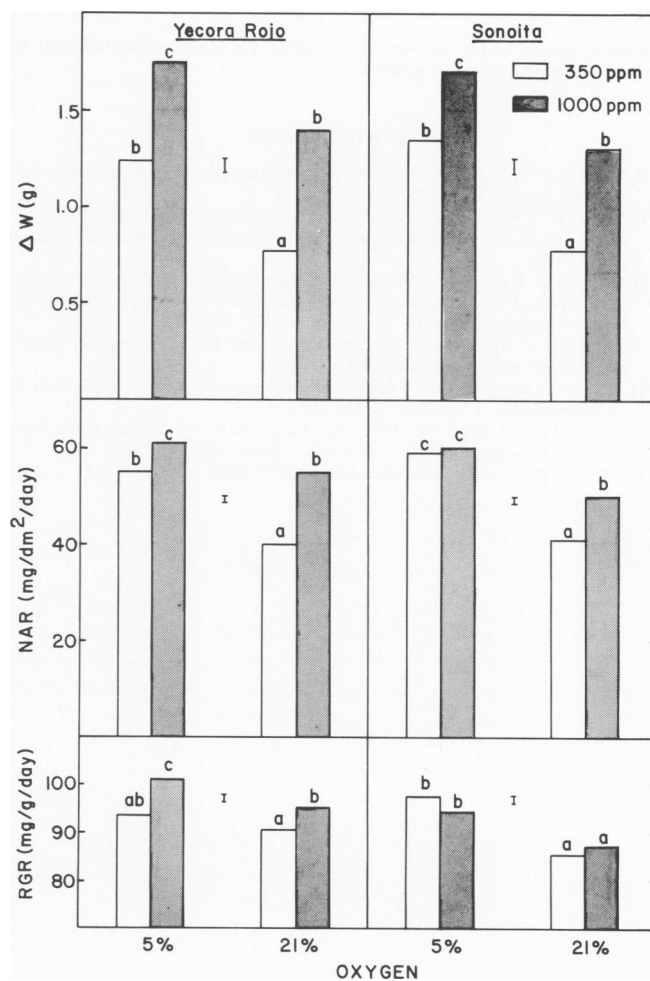 Yecora Rojo
Sonoita
350 ppm
1000 ppm
Δ W (g)
1.5
1.0
0.5
b
c
a
b
b
c
a
b
NAR (mg/dm²/day)
60
40
20
b
c
a
b
c
c
a
b
RGR (mg/g/day)
100
90
80
ab
c
a
b
b
b
a
a
5%
21%
5%
21%
OXYGEN